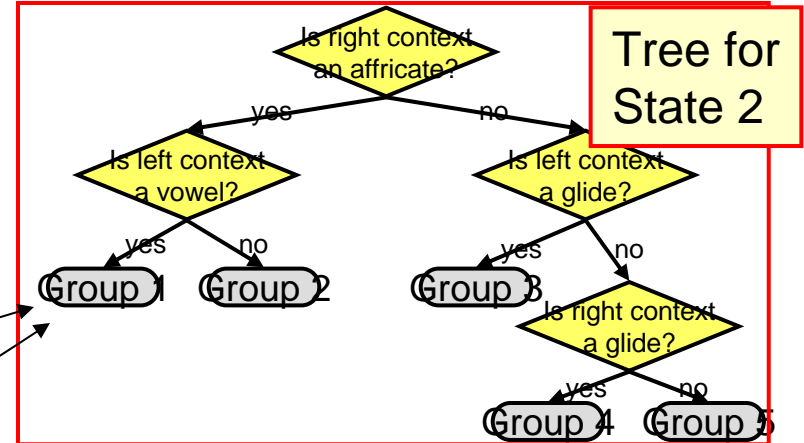 Is right context
an affricate?
Tree for
State 2
yes
no
Is left context
a vowel?
Is left context
a glide?
yes
no
yes
no
Group 1
Group 2
Group 3
Is right context
a glide?
yes
no
Group 4
Group 5